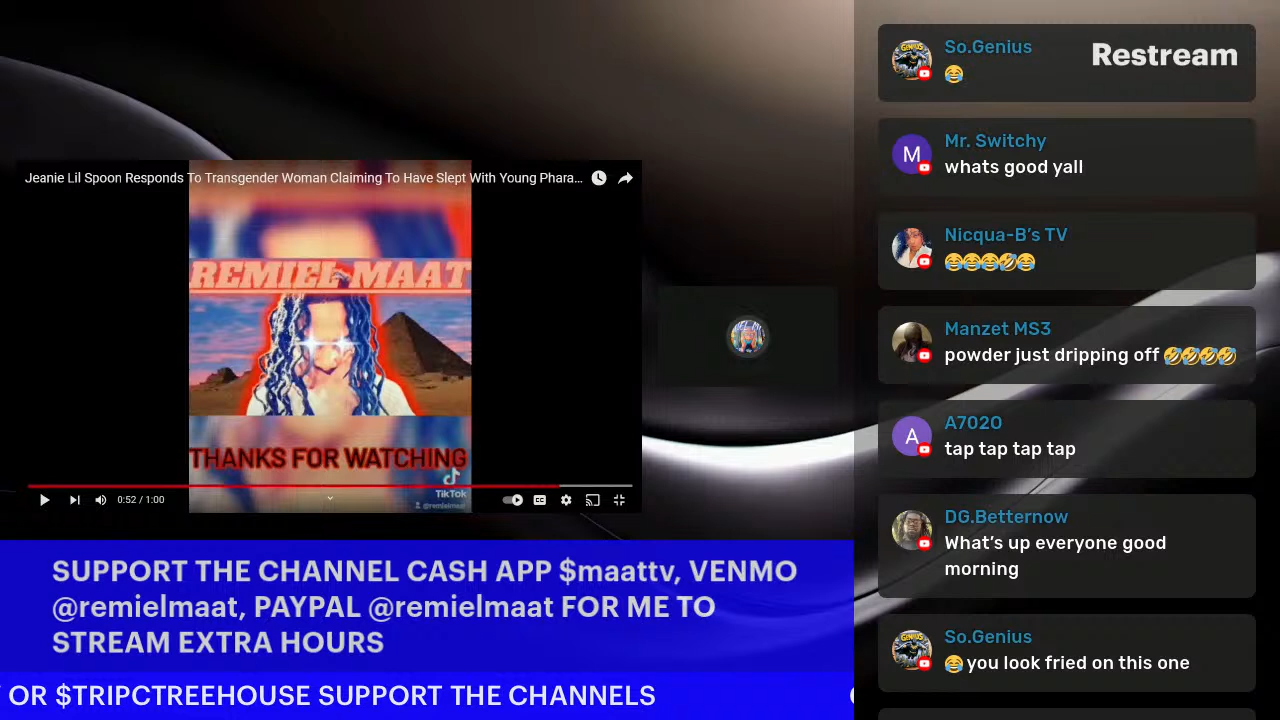 Jeanie Lil Spoon Responds To Transgender Woman Claiming To Have Slept With Young Phara...
REMIEL MAAT
THANKS FOR WATCHING
TikTok
@remielmaat
0:52 / 1:00
CC
SUPPORT THE CHANNEL CASH APP $maattv, VENMO
@remielmaat, PAYPAL @remielmaat FOR ME TO
STREAM EXTRA HOURS
OR $TRIPCTREEHOUSE SUPPORT THE CHANNELS
Restream
So.Genius
😂
M
Mr. Switchy
whats good yall
Nicqua-B’s TV
😂😂😂🤣😂
Manzet MS3
powder just dripping off 🤣🤣🤣🤣
A
A702O
tap tap tap tap
DG.Betternow
What’s up everyone good
morning
So.Genius
😂 you look fried on this one